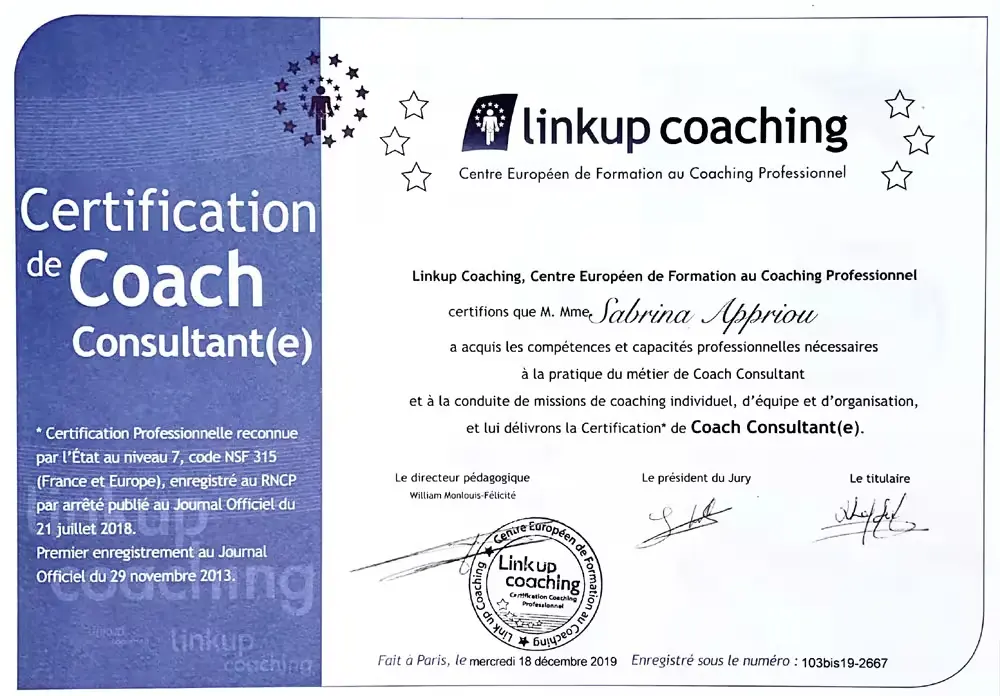 Certification
de Coach
Consultant(e)
* Certification Professionnelle reconnue
par l'État au niveau 7, code NSF 315
(France et Europe), enregistré au RNCP
par arrêté publié au Journal Officiel du
21 juillet 2018.
Premier enregistrement au Journal
Officiel du 29 novembre 2013.
linkup
coaching
linkup
coaching
linkup coaching
Centre Européen de Formation au Coaching Professionnel
Linkup Coaching, Centre Européen de Formation au Coaching Professionnel
certifions que M. Mme Sabrina Appriou
a acquis les compétences et capacités professionnelles nécessaires
à la pratique du métier de Coach Consultant
et à la conduite de missions de coaching individuel, d'équipe et d'organisation,
et lui délivrons la Certification* de Coach Consultant(e).
Le directeur pédagogique
William Monlouis-Félicité
Le président du Jury
Le titulaire
Centre Européen de Formation au Coaching
Link up Coaching
Link up
coaching
Certification Coaching
Professionnel
Fait à Paris, le mercredi 18 décembre 2019
Enregistré sous le numéro : 103bis19-2667